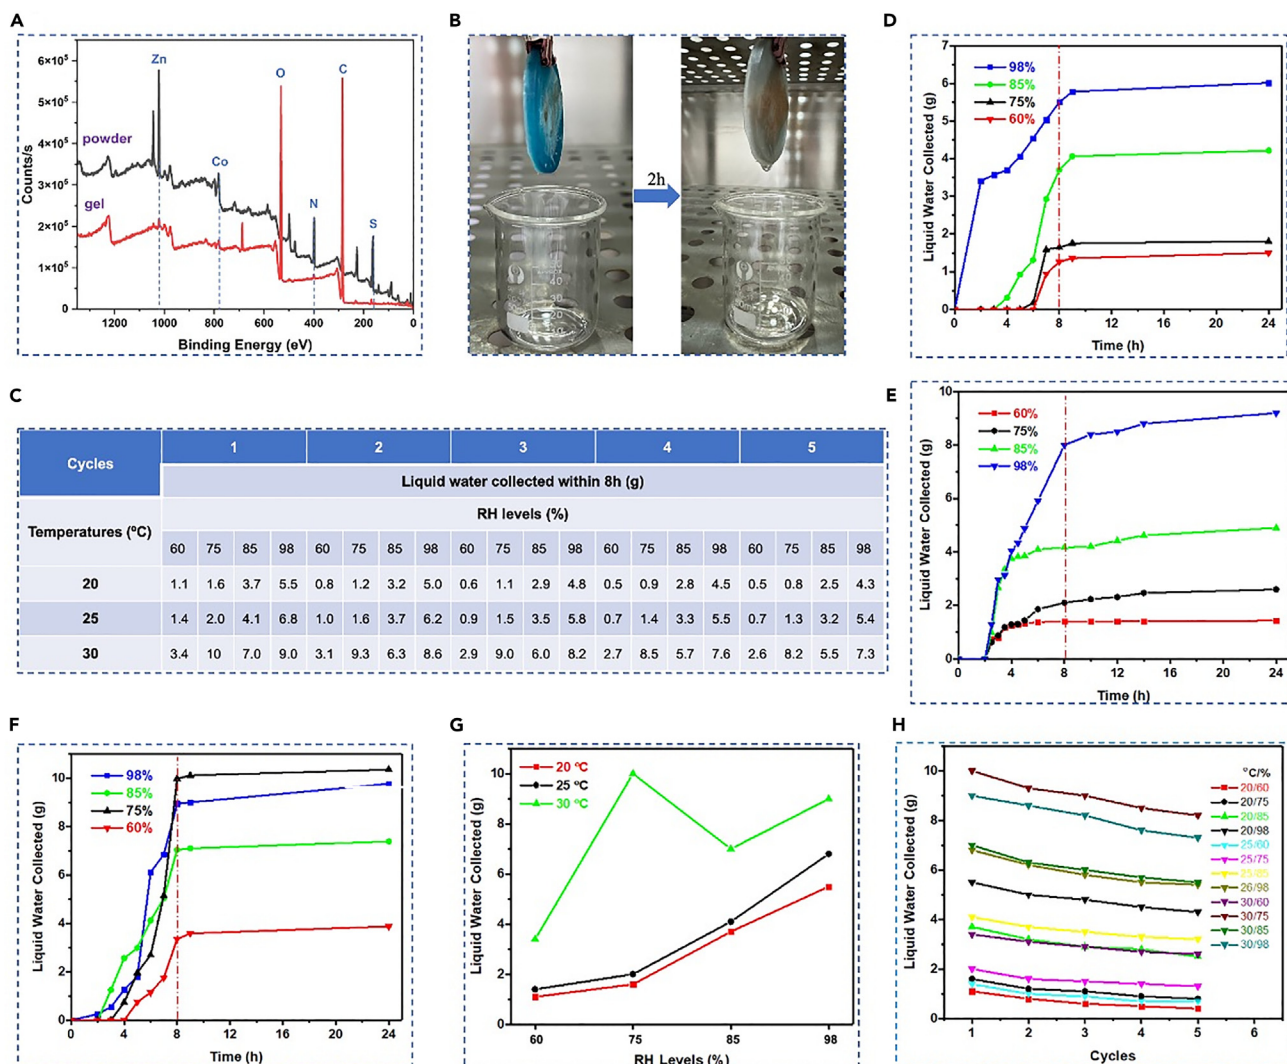 A
6×10⁵
5×10⁵
4×10⁵
3×10⁵
2×10⁵
1×10⁵
0
Counts/s
Zn
powder
Co
gel
O
C
N
S
1200 1000 800 600 400 200 0
Binding Energy (eV)
B
2h
D
7
6
5
4
3
2
1
0
Liquid Water Collected (g)
98%
85%
75%
60%
0 4 8 12 16 20 24
Time (h)
C
Cycles 1 2 3 4 5
Liquid water collected within 8h (g)
Temperatures (ºC) RH levels (%)
60 75 85 98 60 75 85 98 60 75 85 98 60 75 85 98 60 75 85 98
20 1.1 1.6 3.7 5.5 0.8 1.2 3.2 5.0 0.6 1.1 2.9 4.8 0.5 0.9 2.8 4.5 0.5 0.8 2.5 4.3
25 1.4 2.0 4.1 6.8 1.0 1.6 3.7 6.2 0.9 1.5 3.5 5.8 0.7 1.4 3.3 5.5 0.7 1.3 3.2 5.4
30 3.4 10 7.0 9.0 3.1 9.3 6.3 8.6 2.9 9.0 6.0 8.2 2.7 8.5 5.7 7.6 2.6 8.2 5.5 7.3
E
10
8
6
4
2
0
Liquid Water Collected (g)
60%
75%
85%
98%
0 4 8 12 16 20 24
Time (h)
F
10
8
6
4
2
0
Liquid Water Collected (g)
98%
85%
75%
60%
0 4 8 12 16 20 24
Time (h)
G
10
8
6
4
2
0
Liquid Water Collected (g)
20 ºC
25 ºC
30 ºC
60 75 85 98
RH Levels (%)
H
10
8
6
4
2
0
Liquid Water Collected (g)
°C/%
20/60
20/75
20/85
20/98
25/60
25/75
25/85
26/98
30/60
30/75
30/85
30/98
1 2 3 4 5 6
Cycles